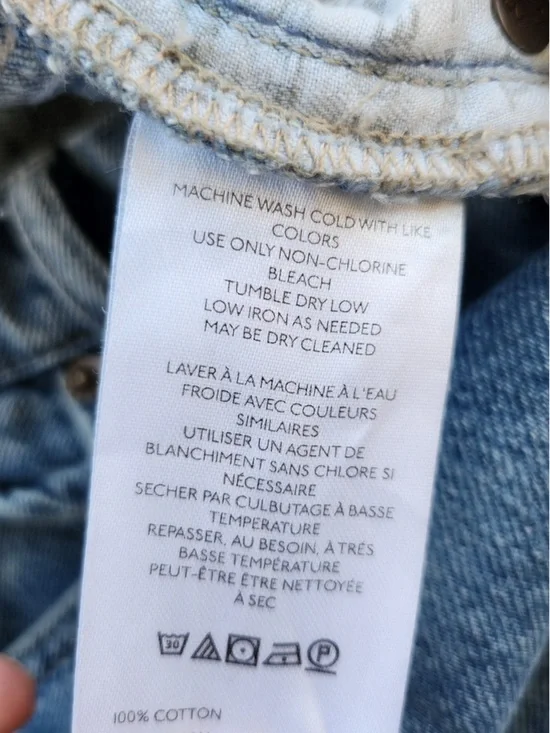 MACHINE WASH COLD WITH LIKE
COLORS
USE ONLY NON-CHLORINE
BLEACH
TUMBLE DRY LOW
LOW IRON AS NEEDED
MAY BE DRY CLEANED
LAVER À LA MACHINE À L'EAU
FROIDE AVEC COULEURS
SIMILAIRES
UTILISER UN AGENT DE
BLANCHIMENT SANS CHLORE SI
NÉCESSAIRE
SECHER PAR CULBUTAGE À BASSE
TEMPERATURE
REPASSER, AU BESOIN, À TRÉS
BASSE TEMPÉRATURE
PEUT-ÊTRE ÊTRE NETTOYÉE
À SEC
30 P
100% COTTON